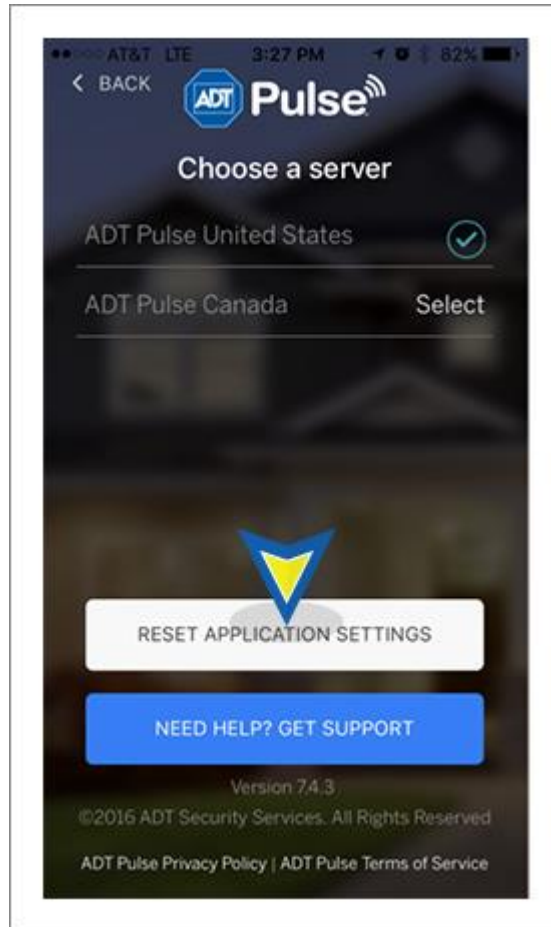 AT&T LTE 3:27 PM 82%
BACK
ADT Pulse
Choose a server
ADT Pulse United States
ADT Pulse Canada Select
RESET APPLICATION SETTINGS
NEED HELP? GET SUPPORT
Version 7.4.3
©2016 ADT Security Services. All Rights Reserved
ADT Pulse Privacy Policy | ADT Pulse Terms of Service